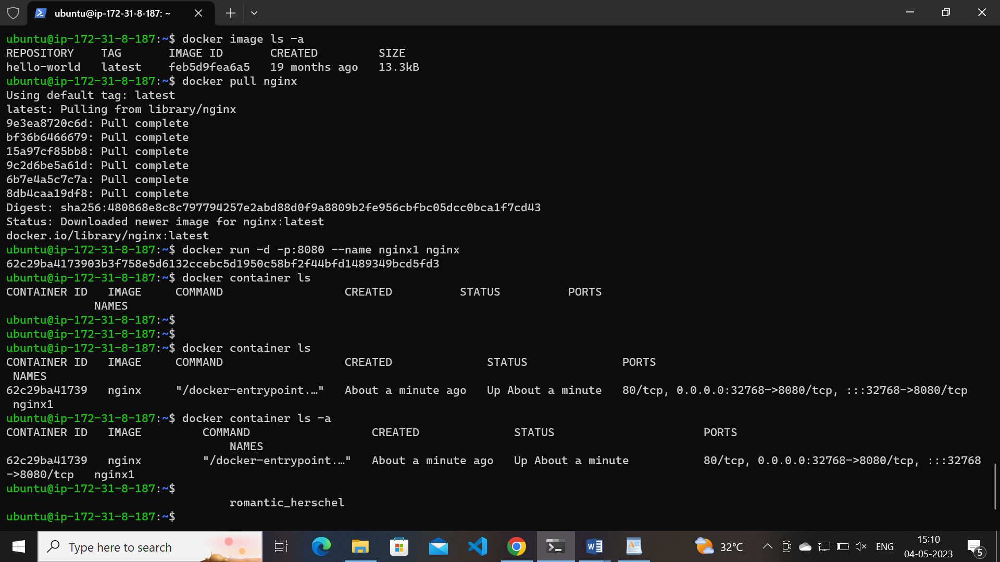 ubuntu@ip-172-31-8-187: ~
ubuntu@ip-172-31-8-187:~$ docker image ls -a
REPOSITORY    TAG       IMAGE ID       CREATED         SIZE
hello-world   latest    feb5d9fea6a5   19 months ago   13.3kB
ubuntu@ip-172-31-8-187:~$ docker pull nginx
Using default tag: latest
latest: Pulling from library/nginx
9e3ea8720c6d: Pull complete
bf36b6466679: Pull complete
15a97cf85bb8: Pull complete
9c2d6be5a61d: Pull complete
6b7e4a5c7c7a: Pull complete
8db4caa19df8: Pull complete
Digest: sha256:480868e8c8c797794257e2abd88d0f9a8809b2fe956cbfbc05dcc0bca1f7cd43
Status: Downloaded newer image for nginx:latest
docker.io/library/nginx:latest
ubuntu@ip-172-31-8-187:~$ docker run -d -p:8080 --name nginx1 nginx
62c29ba4173903b3f758e5d6132ccebc5d1950c58bf2f44bfd1489349bcd5fd3
ubuntu@ip-172-31-8-187:~$ docker container ls
CONTAINER ID   IMAGE     COMMAND                  CREATED          STATUS          PORTS
             NAMES
ubuntu@ip-172-31-8-187:~$
ubuntu@ip-172-31-8-187:~$
ubuntu@ip-172-31-8-187:~$ docker container ls
CONTAINER ID   IMAGE     COMMAND                  CREATED              STATUS              PORTS
 NAMES
62c29ba41739   nginx     "/docker-entrypoint.…"   About a minute ago   Up About a minute   80/tcp, 0.0.0.0:32768->8080/tcp, :::32768->8080/tcp
 nginx1
ubuntu@ip-172-31-8-187:~$ docker container ls -a
CONTAINER ID   IMAGE         COMMAND                  CREATED              STATUS                      PORTS
                                 NAMES
62c29ba41739   nginx         "/docker-entrypoint.…"   About a minute ago   Up About a minute           80/tcp, 0.0.0.0:32768->8080/tcp, :::32768
->8080/tcp   nginx1
ubuntu@ip-172-31-8-187:~$
                                 romantic_herschel
ubuntu@ip-172-31-8-187:~$
Type here to search
32°C
ENG
15:10
04-05-2023
5